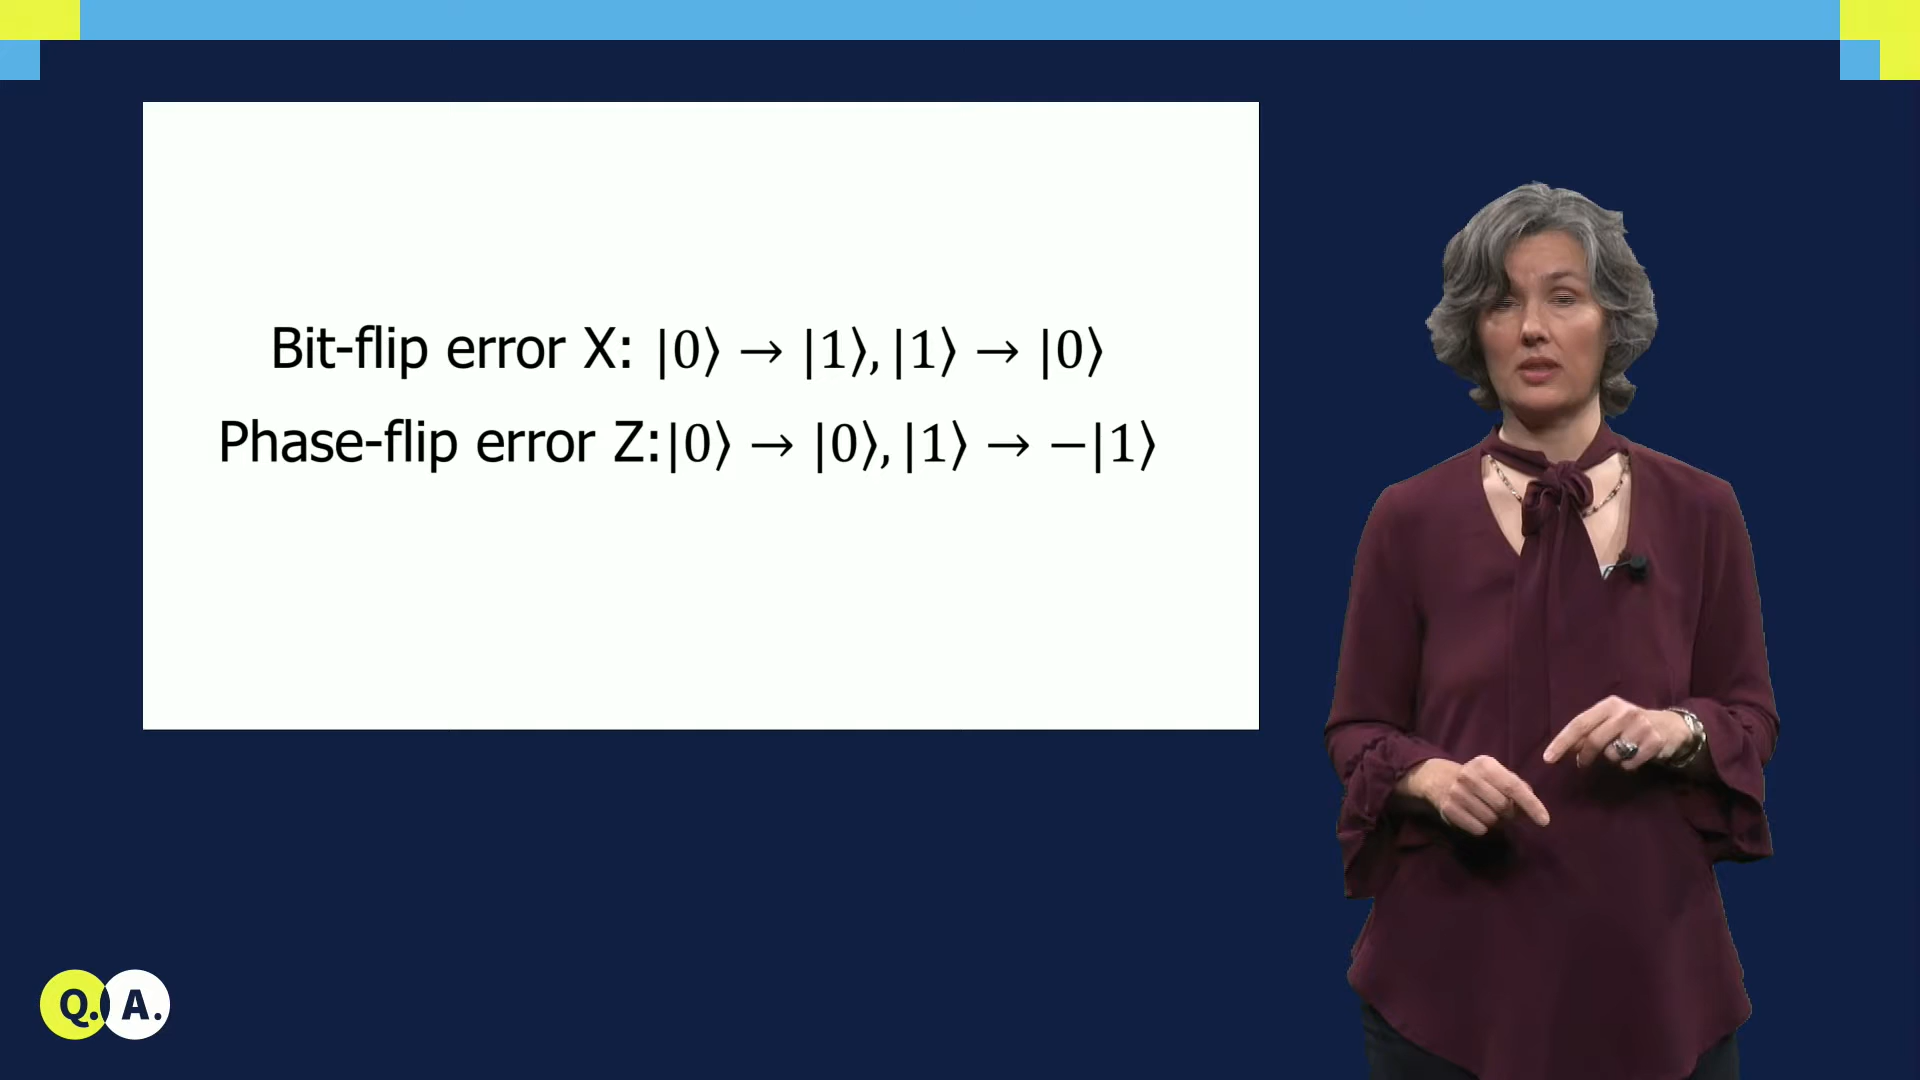 Bit-flip error X: |0⟩ → |1⟩, |1⟩ → |0⟩
Phase-flip error Z:|0⟩ → |0⟩, |1⟩ → −|1⟩
Q. A.